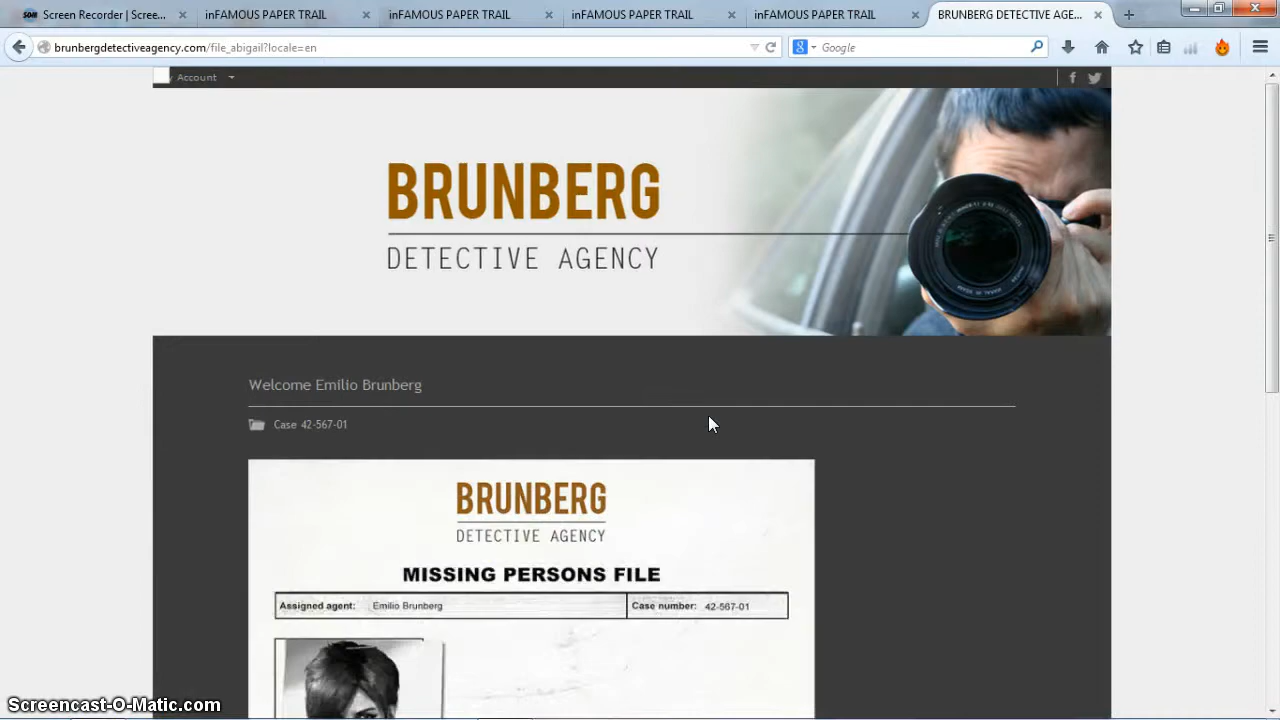 Screen Recorder | Scree...
inFAMOUS PAPER TRAIL
inFAMOUS PAPER TRAIL
inFAMOUS PAPER TRAIL
inFAMOUS PAPER TRAIL
BRUNBERG DETECTIVE AGE...
brunbergdetectiveagency.com/file_abigail?locale=en
Google
Account
BRUNBERG
DETECTIVE AGENCY
Welcome Emilio Brunberg
Case 42-567-01
BRUNBERG
DETECTIVE AGENCY
MISSING PERSONS FILE
Assigned agent: Emilio Brunberg
Case number: 42-567-01
Screencast-O-Matic.com